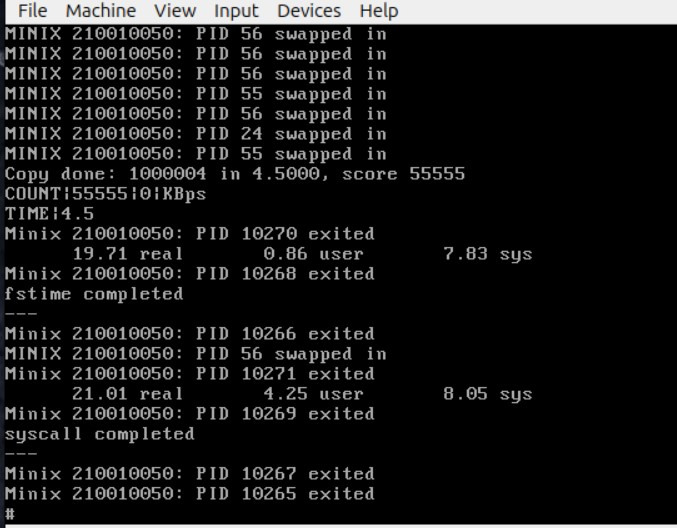 File Machine View Input Devices Help
MINIX 210010050: PID 56 swapped in
MINIX 210010050: PID 56 swapped in
MINIX 210010050: PID 56 swapped in
MINIX 210010050: PID 55 swapped in
MINIX 210010050: PID 56 swapped in
MINIX 210010050: PID 24 swapped in
MINIX 210010050: PID 55 swapped in
Copy done: 1000004 in 4.5000, score 55555
COUNT|55555|0|KBps
TIME|4.5
Minix 210010050: PID 10270 exited
19.71 real 0.86 user 7.83 sys
Minix 210010050: PID 10268 exited
fstime completed
---
Minix 210010050: PID 10266 exited
MINIX 210010050: PID 56 swapped in
Minix 210010050: PID 10271 exited
21.01 real 4.25 user 8.05 sys
Minix 210010050: PID 10269 exited
syscall completed
---
Minix 210010050: PID 10267 exited
Minix 210010050: PID 10265 exited
#